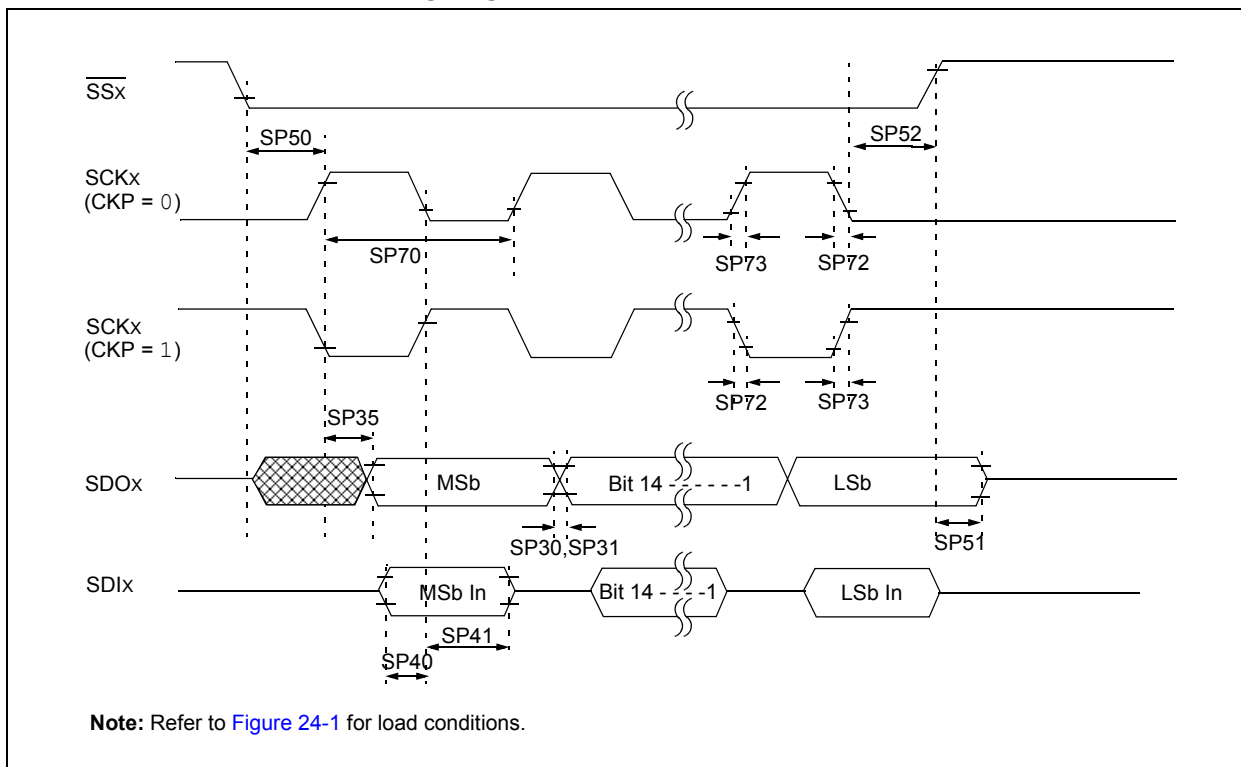 SSx
SP50
SP52
SCKx
(CKP = 0)
SP70
SP73
SP72
SCKx
(CKP = 1)
SP72
SP73
SP35
SDOx
MSb
Bit 14 - - - - - -1
LSb
SP30,SP31
SP51
SDIx
MSb In
Bit 14 - - - -1
LSb In
SP41
SP40
Note: Refer to Figure 24-1 for load conditions.